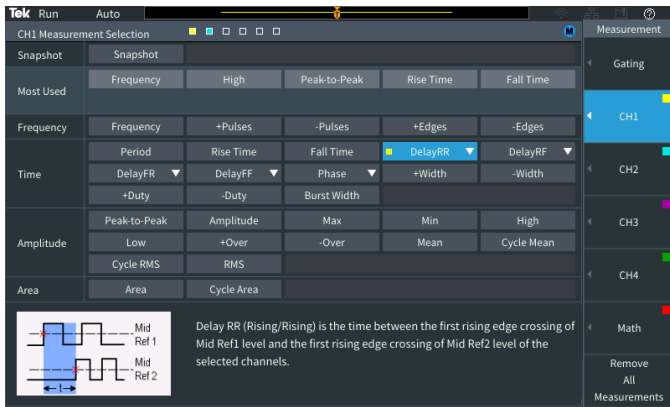 Tek Run Auto
CH1 Measurement Selection M Measurement
Snapshot Snapshot
Gating
Most Used Frequency High Peak-to-Peak Rise Time Fall Time
CH1
Frequency Frequency +Pulses -Pulses +Edges -Edges
Time Period Rise Time Fall Time DelayRR DelayRF
DelayFR DelayFF Phase +Width -Width
CH2
+Duty -Duty Burst Width
Amplitude Peak-to-Peak Amplitude Max Min High
CH3
Low +Over -Over Mean Cycle Mean
Cycle RMS RMS
CH4
Area Area Cycle Area
Mid
Ref 1
Mid
Ref 2
t
Delay RR (Rising/Rising) is the time between the first rising edge crossing of
Mid Ref1 level and the first rising edge crossing of Mid Ref2 level of the
selected channels.
Math
Remove
All
Measurements